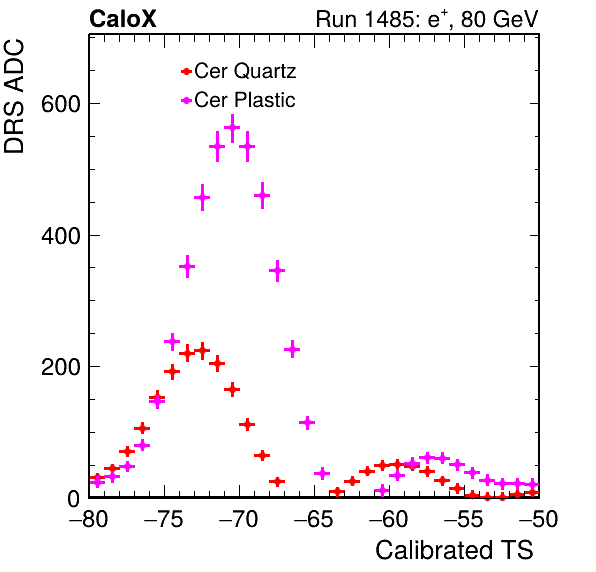 CaloX Run 1485: e⁺, 80 GeV
DRS ADC
Cer Quartz
Cer Plastic
600
400
200
0
−80 −75 −70 −65 −60 −55 −50
Calibrated TS